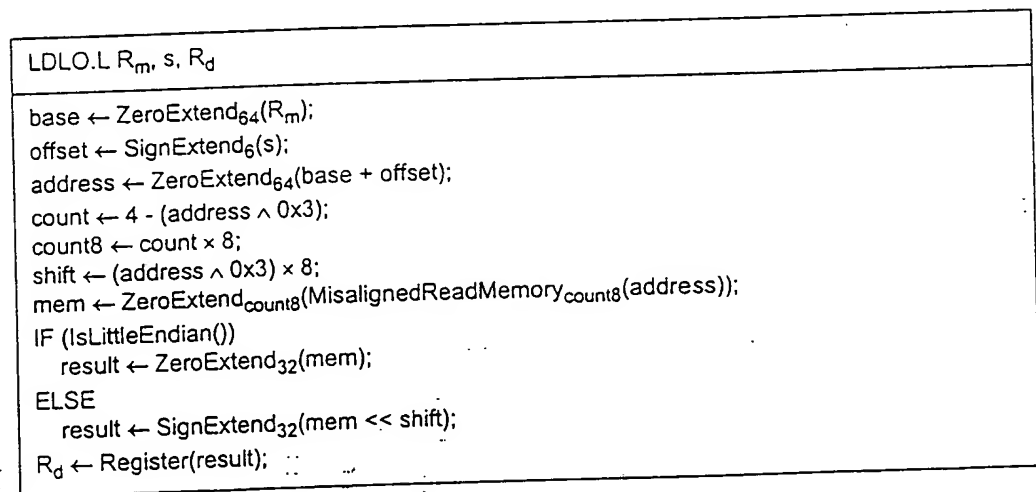 LDLO.L Rm, s, Rd
base ← ZeroExtend64(Rm);
offset ← SignExtend6(s);
address ← ZeroExtend64(base + offset);
count ← 4 - (address ∧ 0x3);
count8 ← count × 8;
shift ← (address ∧ 0x3) × 8;
mem ← ZeroExtendcount8(MisalignedReadMemorycount8(address));
IF (IsLittleEndian())
result ← ZeroExtend32(mem);
ELSE
result ← SignExtend32(mem << shift);
Rd ← Register(result);